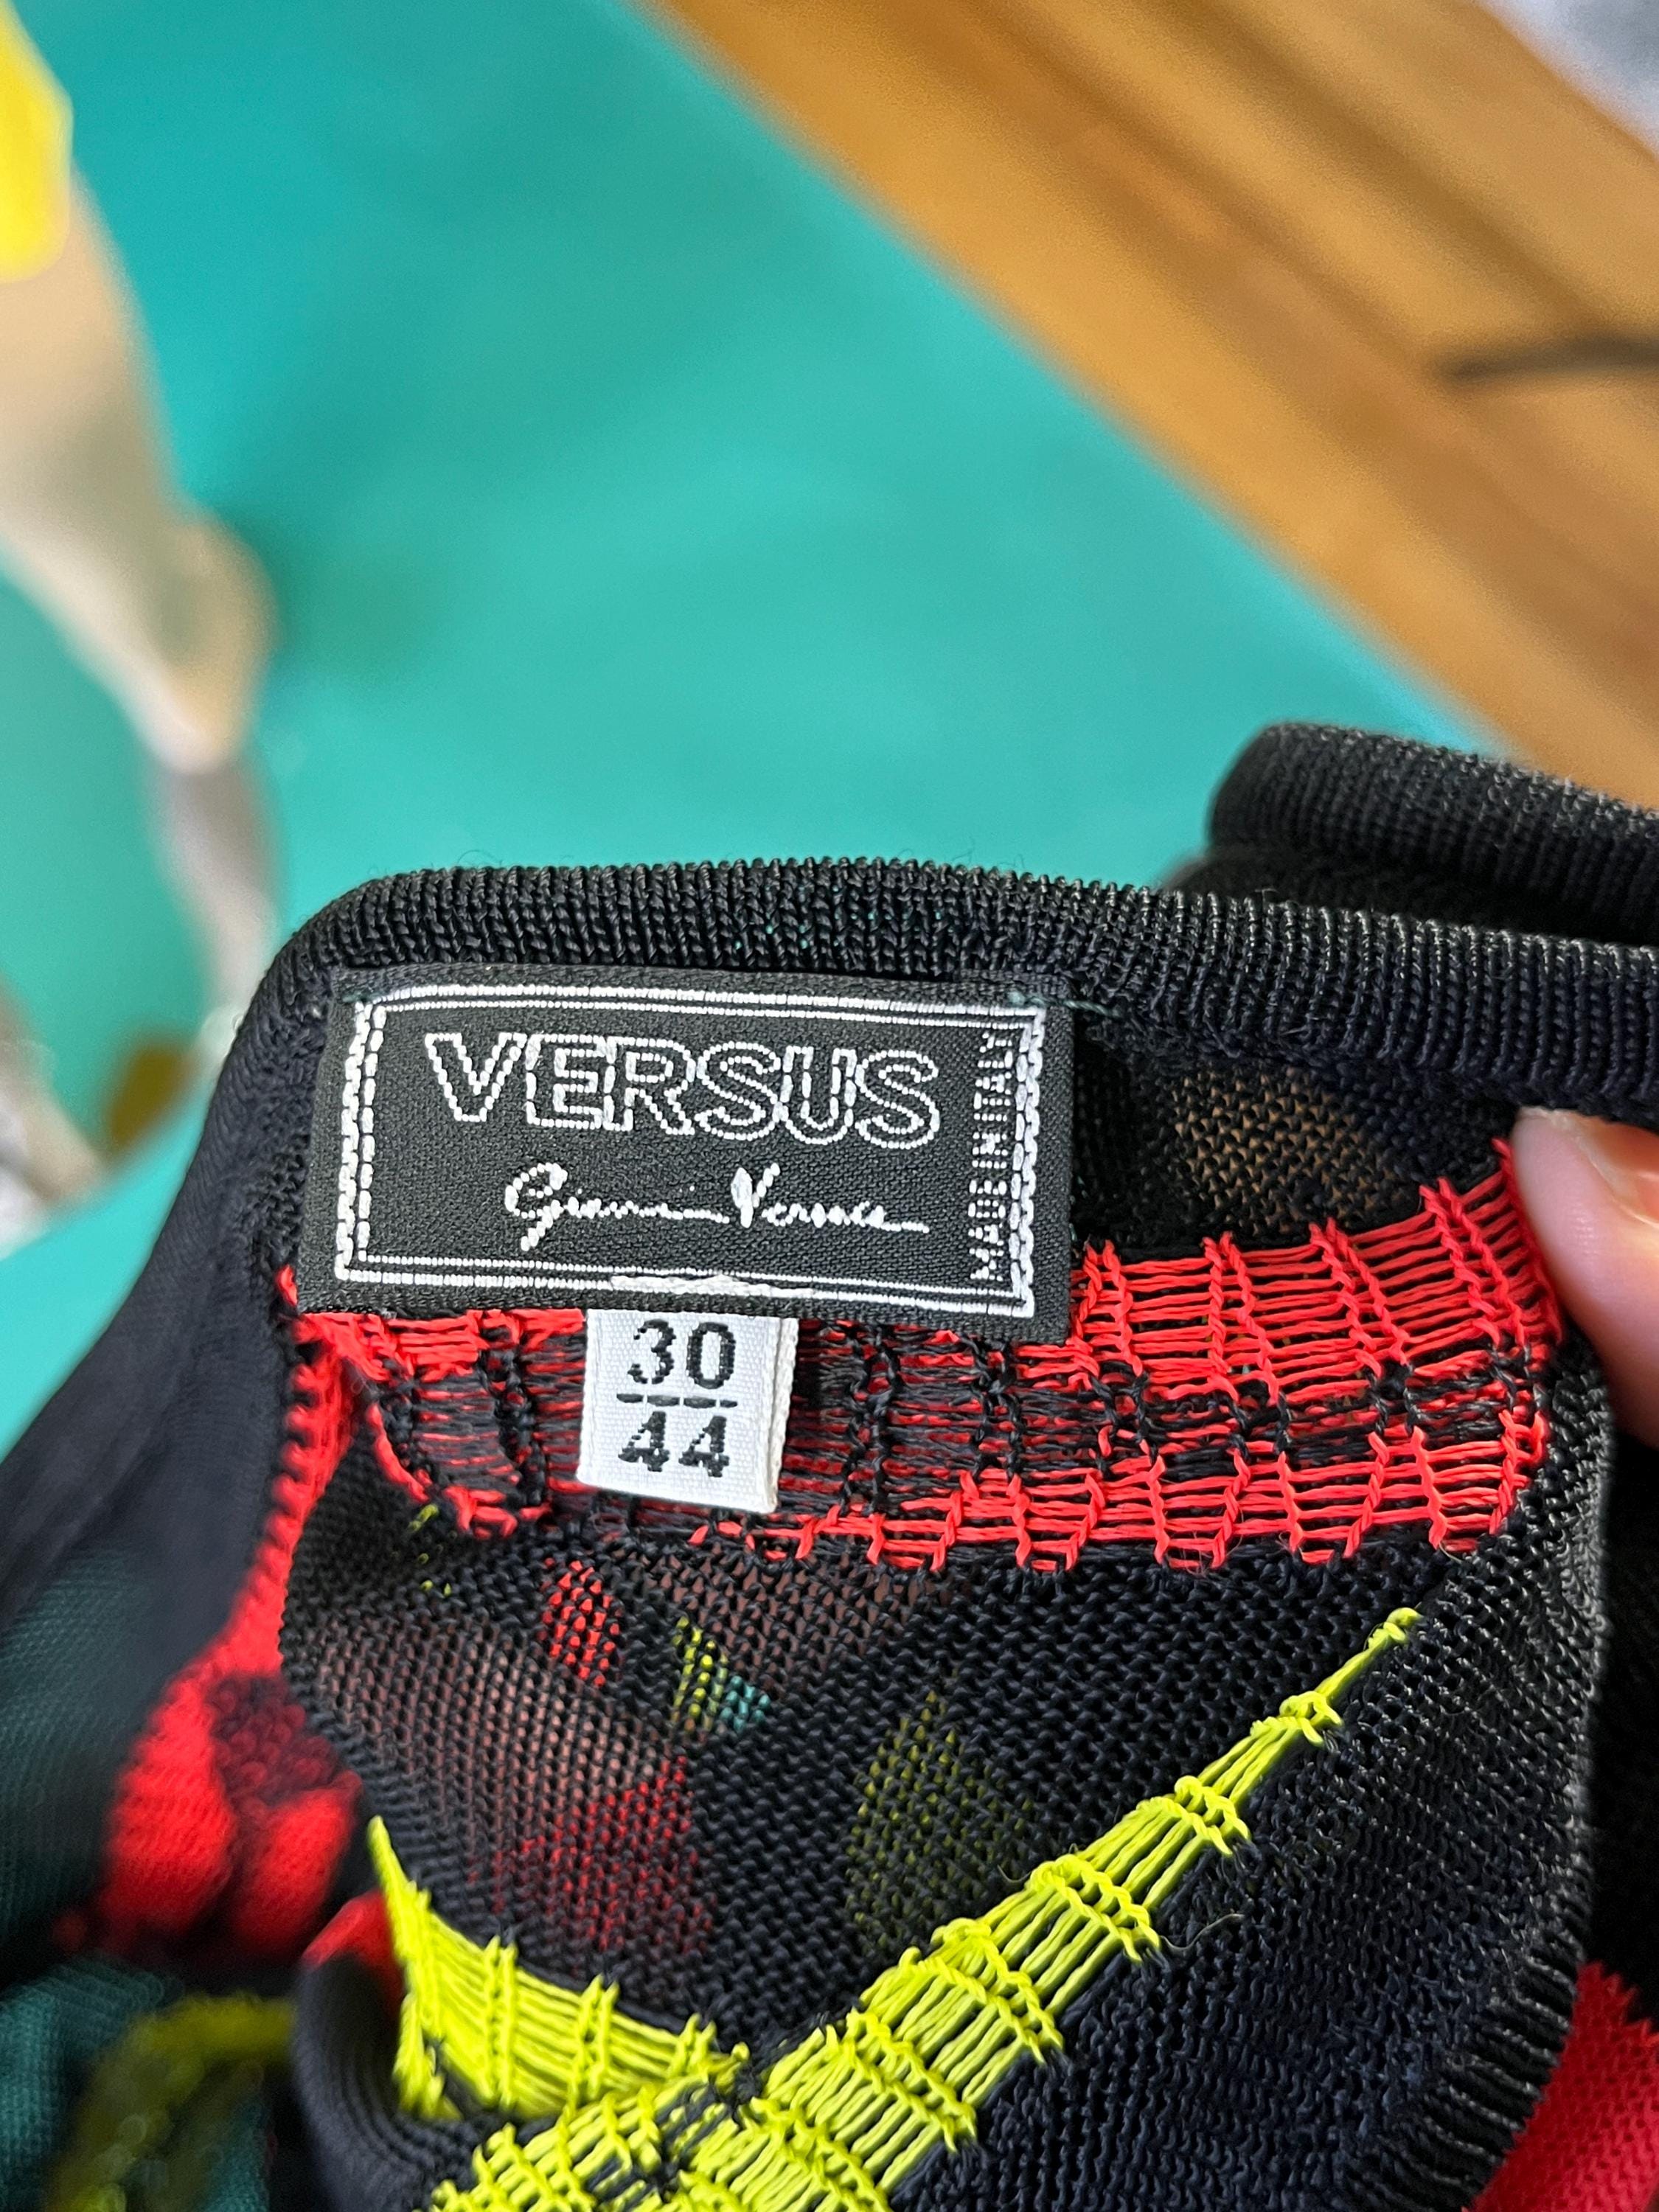 VERSUS
Gianni Versace
MADE IN ITALY
30
44